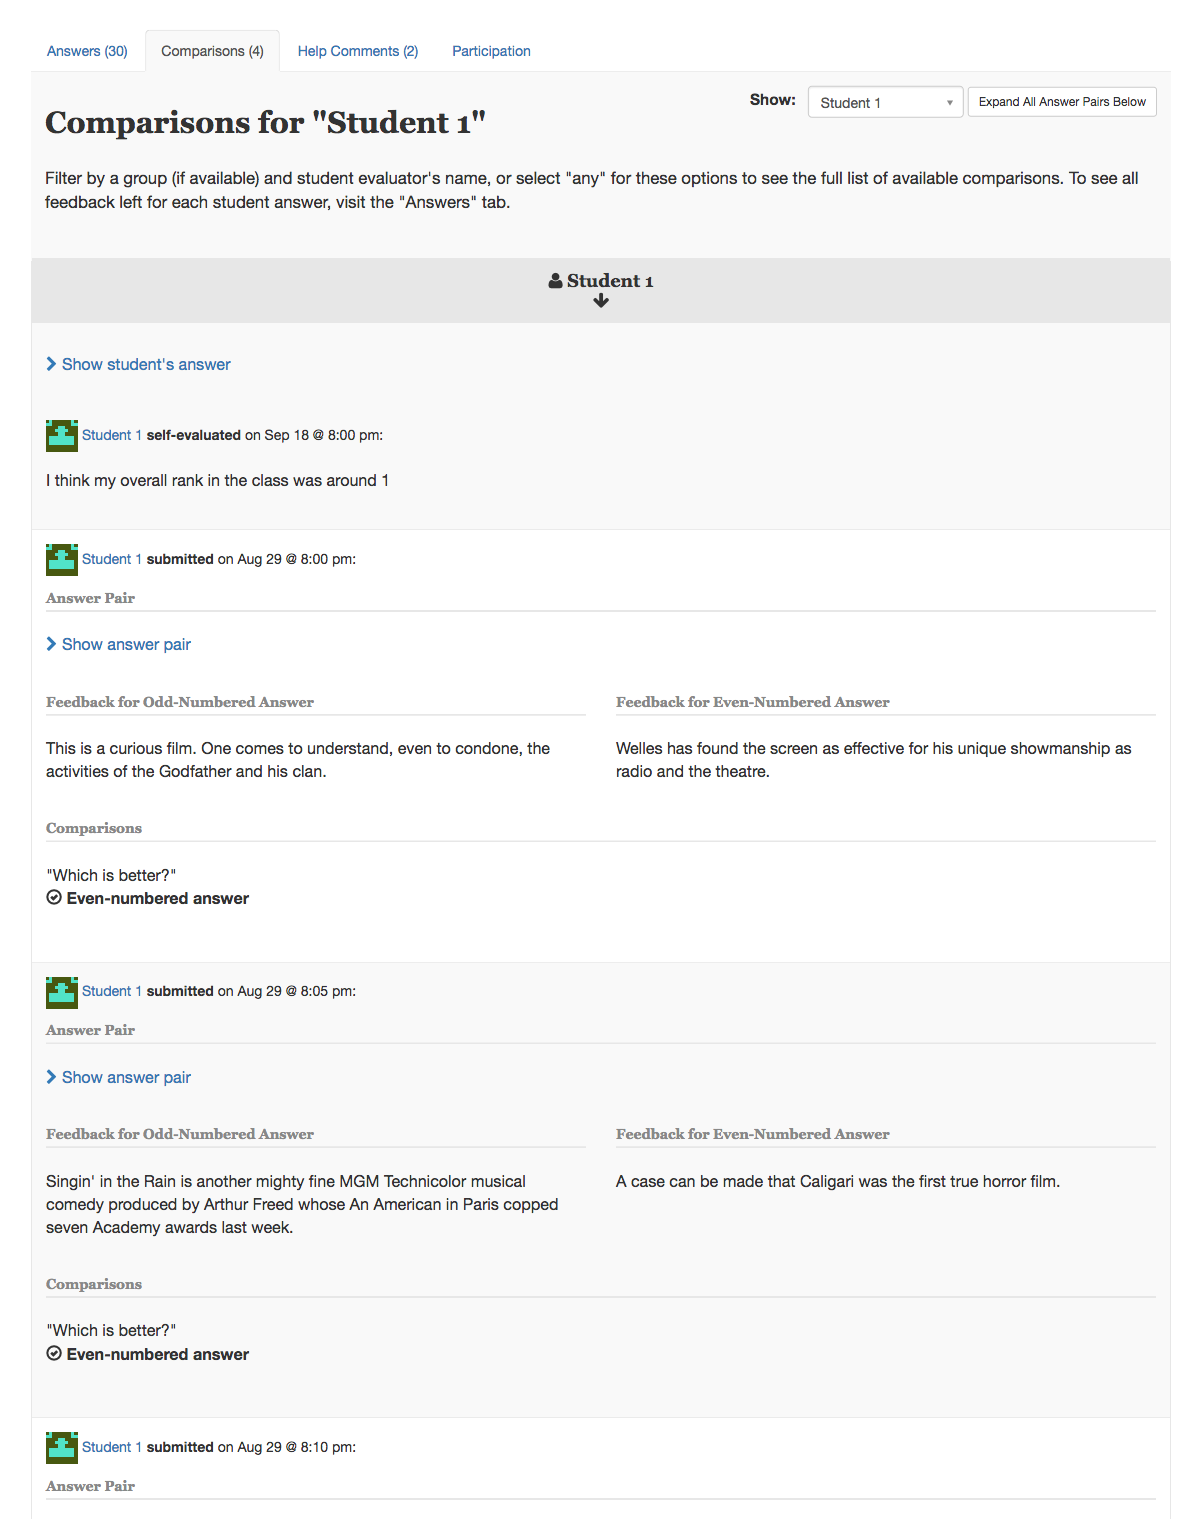 Answers (30) Comparisons (4) Help Comments (2) Participation
Show: Student 1 Expand All Answer Pairs Below
Comparisons for "Student 1"
Filter by a group (if available) and student evaluator's name, or select "any" for these options to see the full list of available comparisons. To see all
feedback left for each student answer, visit the "Answers" tab.
Student 1
Show student's answer
Student 1 self-evaluated on Sep 18 @ 8:00 pm:
I think my overall rank in the class was around 1
Student 1 submitted on Aug 29 @ 8:00 pm:
Answer Pair
Show answer pair
Feedback for Odd-Numbered Answer
This is a curious film. One comes to understand, even to condone, the
activities of the Godfather and his clan.
Feedback for Even-Numbered Answer
Welles has found the screen as effective for his unique showmanship as
radio and the theatre.
Comparisons
"Which is better?"
Even-numbered answer
Student 1 submitted on Aug 29 @ 8:05 pm:
Answer Pair
Show answer pair
Feedback for Odd-Numbered Answer
Singin' in the Rain is another mighty fine MGM Technicolor musical
comedy produced by Arthur Freed whose An American in Paris copped
seven Academy awards last week.
Feedback for Even-Numbered Answer
A case can be made that Caligari was the first true horror film.
Comparisons
"Which is better?"
Even-numbered answer
Student 1 submitted on Aug 29 @ 8:10 pm:
Answer Pair